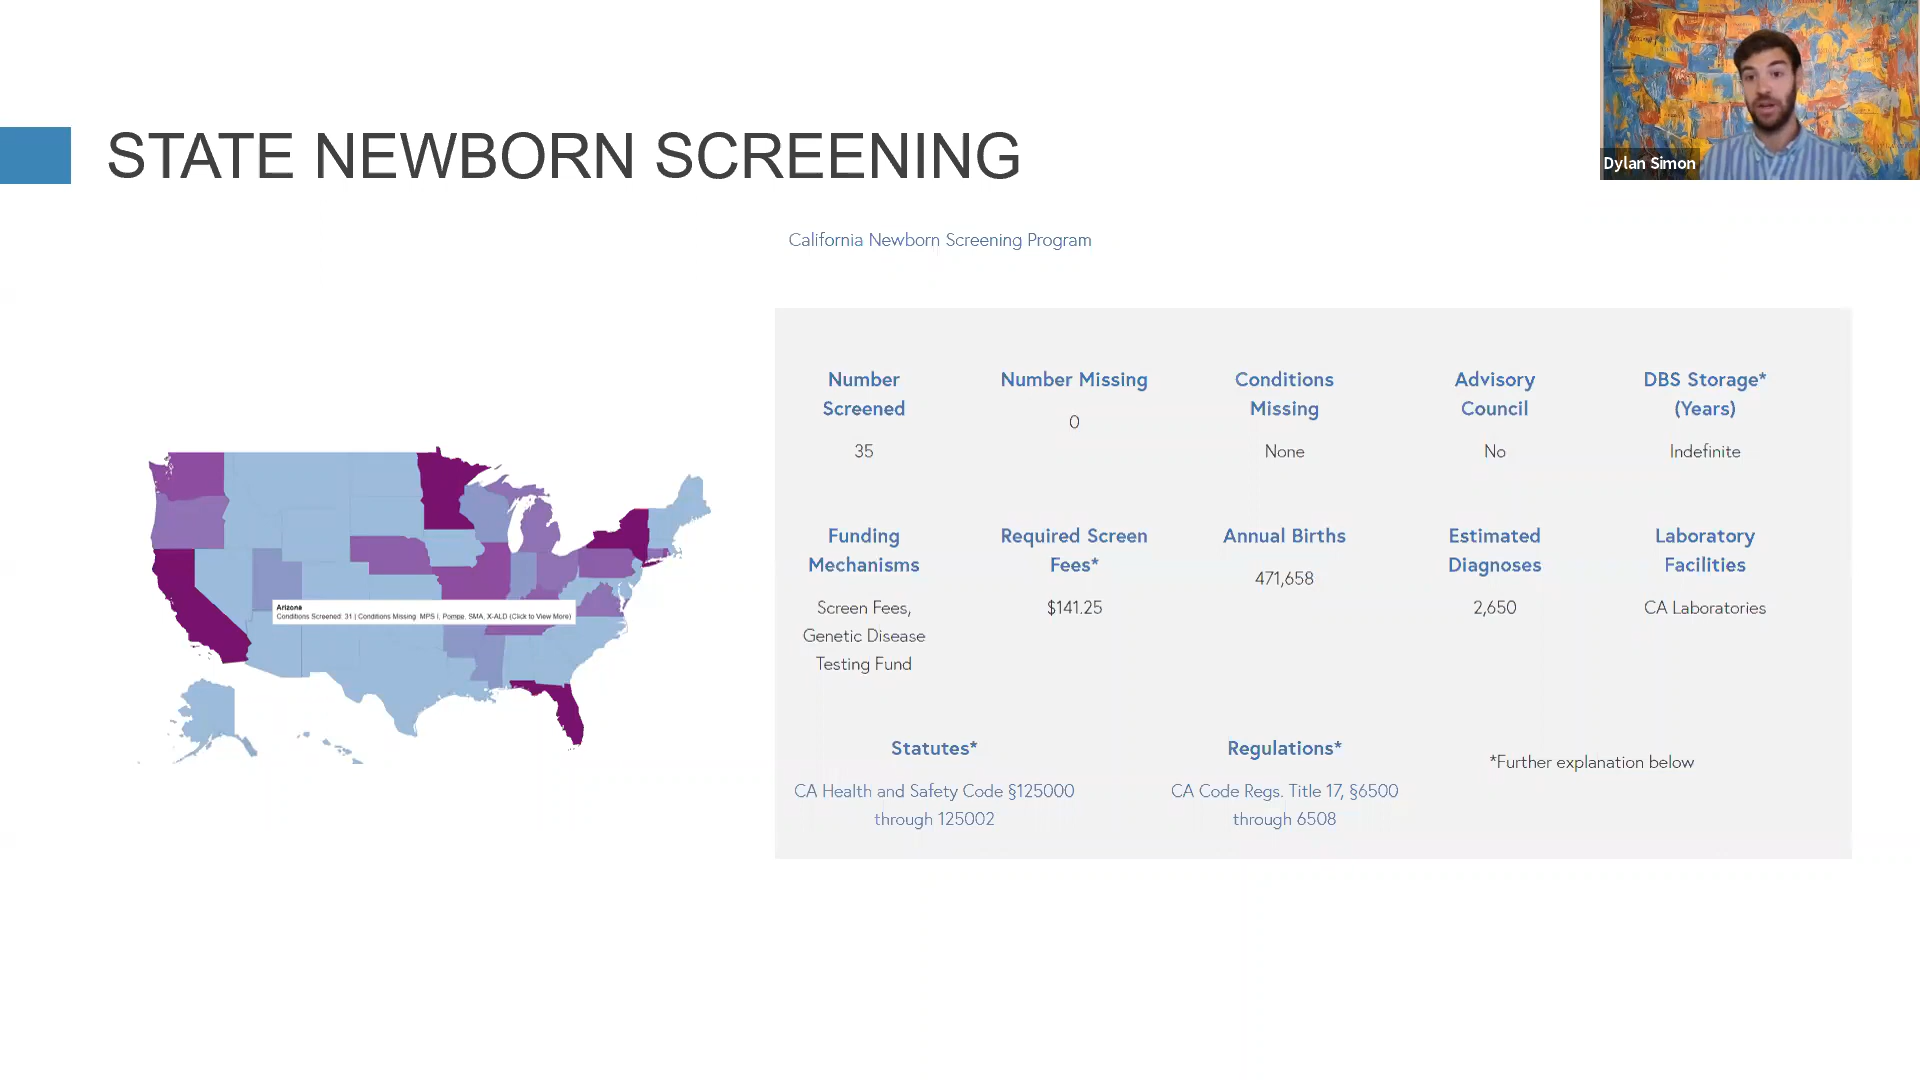 STATE NEWBORN SCREENING
Dylan Simon
California Newborn Screening Program
Arizona
Conditions Screened: 31 | Conditions Missing: MPS I, Pompe, SMA, X-ALD (Click to View More)
Number
Screened
35
Number Missing
0
Conditions
Missing
None
Advisory
Council
No
DBS Storage*
(Years)
Indefinite
Funding
Mechanisms
Screen Fees,
Genetic Disease
Testing Fund
Required Screen
Fees*
$141.25
Annual Births
471,658
Estimated
Diagnoses
2,650
Laboratory
Facilities
CA Laboratories
Statutes*
CA Health and Safety Code §125000
through 125002
Regulations*
CA Code Regs. Title 17, §6500
through 6508
*Further explanation below